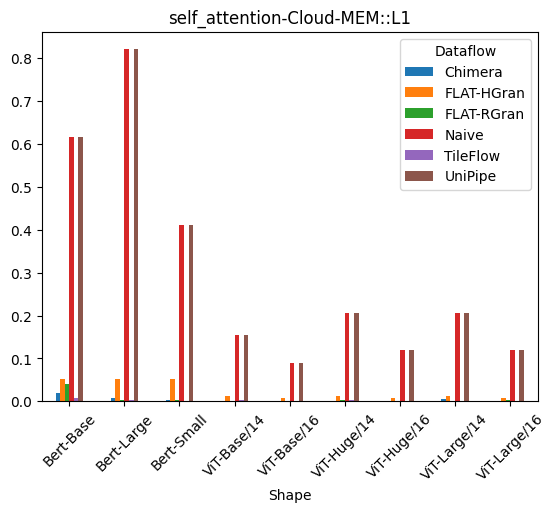 self_attention-Cloud-MEM::L1
Dataflow
Chimera
FLAT-HGran
FLAT-RGran
Naive
TileFlow
UniPipe
0.8
0.7
0.6
0.5
0.4
0.3
0.2
0.1
0.0
Bert-Base
Bert-Large
Bert-Small
ViT-Base/14
ViT-Base/16
ViT-Huge/14
ViT-Huge/16
ViT-Large/14
ViT-Large/16
Shape